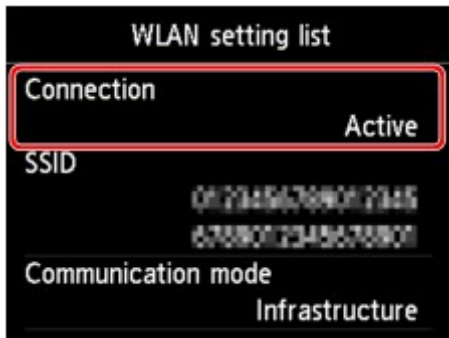 WLAN setting list
Connection
Active
SSID
Communication mode
Infrastructure